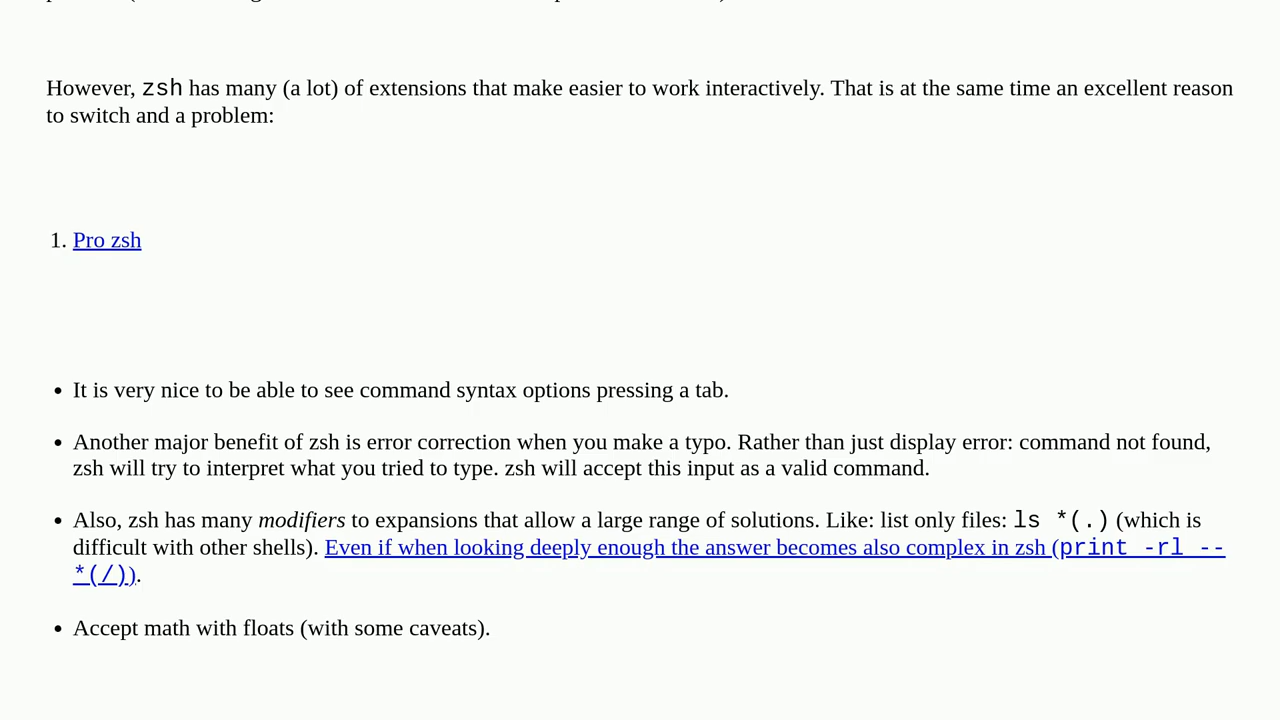 However, zsh has many (a lot) of extensions that make easier to work interactively. That is at the same time an excellent reason
to switch and a problem:
1. Pro zsh
• It is very nice to be able to see command syntax options pressing a tab.
• Another major benefit of zsh is error correction when you make a typo. Rather than just display error: command not found,
zsh will try to interpret what you tried to type. zsh will accept this input as a valid command.
• Also, zsh has many modifiers to expansions that allow a large range of solutions. Like: list only files: ls *(.) (which is
difficult with other shells). Even if when looking deeply enough the answer becomes also complex in zsh (print -rl --
*(/)).
• Accept math with floats (with some caveats).